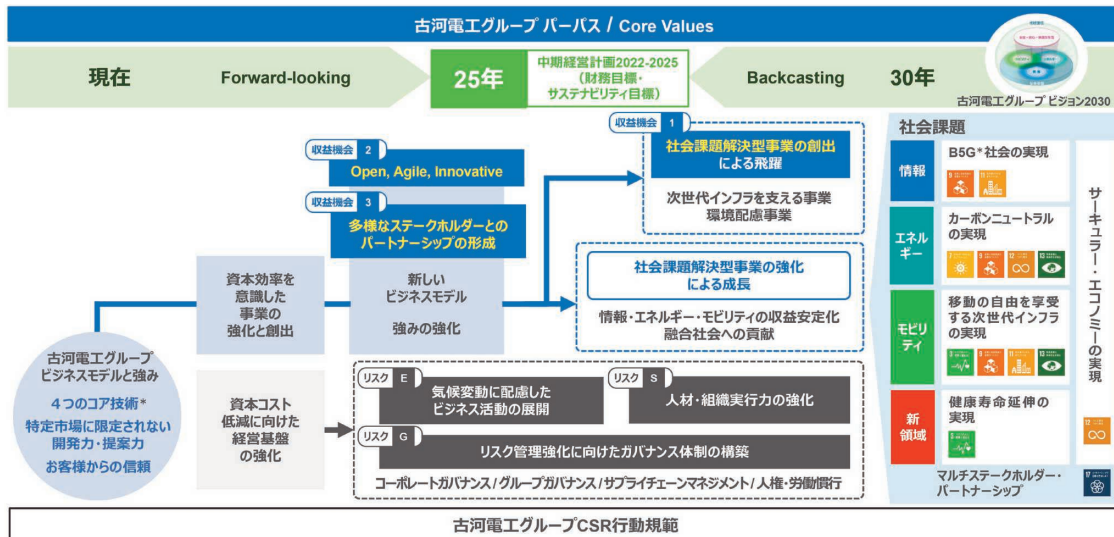 古河電工グループ パーパス / Core Values
現在
Forward-looking
25年
中期経営計画2022-2025
（財務目標・
サステナビリティ目標）
Backcasting
30年
古河電工グループ ビジョン2030
収益機会 1
社会課題解決型事業の創出
による飛躍
次世代インフラを支える事業
環境配慮事業
収益機会 2
Open, Agile, Innovative
収益機会 3
多様なステークホルダーとの
パートナーシップの形成
資本効率を
意識した
事業の
強化と創出
新しい
ビジネスモデル
強みの強化
社会課題解決型事業の強化
による成長
情報・エネルギー・モビリティの収益安定化
融合社会への貢献
古河電工グループ
ビジネスモデルと強み
４つのコア技術*
特定市場に限定されない
開発力・提案力
お客様からの信頼
資本コスト
低減に向けた
経営基盤
の強化
リスク E
気候変動に配慮した
ビジネス活動の展開
リスク S
人材・組織実行力の強化
リスク G
リスク管理強化に向けたガバナンス体制の構築
コーポレートガバナンス / グループガバナンス / サプライチェーンマネジメント / 人権・労働慣行
社会課題
情報
B5G*社会の実現
エネル
ギー
カーボンニュートラル
の実現
モビリ
ティ
移動の自由を享受
する次世代インフラ
の実現
新
領域
健康寿命延伸の
実現
サーキュラー・エコノミーの実現
マルチステークホルダー・
パートナーシップ
古河電工グループCSR行動規範